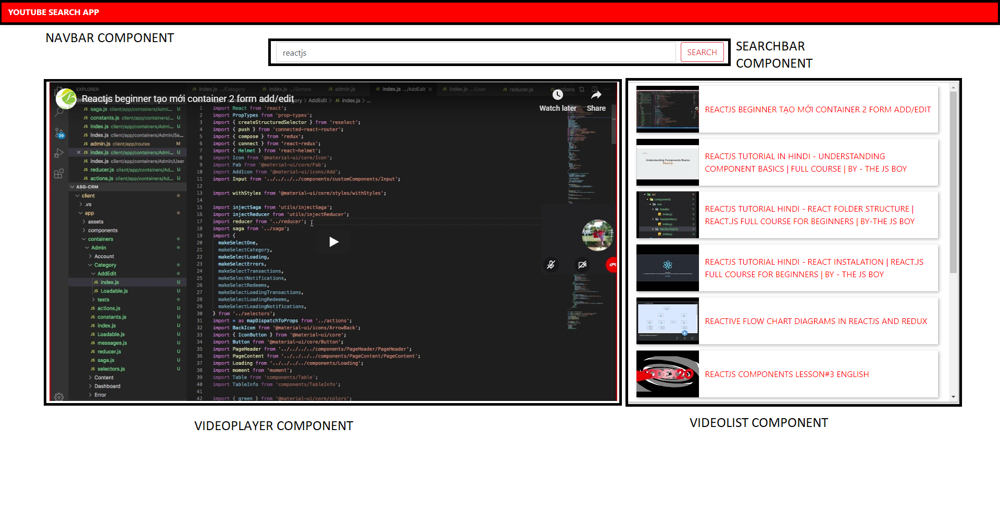 YOUTUBE SEARCH APP
NAVBAR COMPONENT
reactjs
SEARCH
SEARCHBAR
COMPONENT
EXPLORER
index.js .../Category
index.js .../Sample
admin.js
index.js .../AddEdit
index.js .../User
reducer.js
actions
Reactjs beginner tạo mới container 2 form add/edit
AddEdit > JS index.js > ...
Watch later
Share
20
JS saga.js client/app/containers/Admi... U
JS constants.js client/app/containers/... U
JS index.js client/app/containers/Admi... U
JS index.js client/app/containers/Admin/Sa...
JS admin.js client/app/routes M
JS index.js client/app/containers/Admi... U
JS index.js client/app/containers/Admin/User
JS reducer.js client/app/containers/Ad... U
JS actions.js client/app/containers/Ad... U
ASG-CRM
client
.vs
app
assets
components
containers
Admin
Account
Category
AddEdit
JS index.js U
JS Loadable.js U
tests
JS actions.js U
JS constants.js U
JS index.js U
JS Loadable.js U
JS messages.js U
JS reducer.js U
JS saga.js U
JS selectors.js U
Content
Dashboard
Error
1 import React from 'react';
2 import PropTypes from 'prop-types';
3 import { createStructuredSelector } from 'reselect';
4 import { push } from 'connected-react-router';
5 import { compose } from 'redux';
6 import { connect } from 'react-redux';
7 import { Helmet } from 'react-helmet';
8 import Icon from '@material-ui/core/Icon';
9 import Fab from '@material-ui/core/Fab';
10 import AddIcon from '@material-ui/icons/Add';
11 import Input from '../../../../components/customComponents/Input';
12
13 import withStyles from '@material-ui/core/styles/withStyles';
14
15 import injectSaga from 'utils/injectSaga';
16 import injectReducer from 'utils/injectReducer';
17 import reducer from '../reducer';
18 import saga from '../saga';
19 import {
20 makeSelectOne,
21 makeSelectCategory,
22 makeSelectLoading,
23 makeSelectErrors,
24 makeSelectTransactions,
25 makeSelectNotifications,
26 makeSelectRedeems,
27 makeSelectLoadingTransactions,
28 makeSelectLoadingRedeems,
29 makeSelectLoadingNotifications,
30 } from '../selectors';
31 import * as mapDispatchToProps from '../actions';
32 import BackIcon from '@material-ui/icons/ArrowBack';
33 import { IconButton } from '@material-ui/core';
34 import Button from '@material-ui/core/Button';
35 import PageHeader from '../../../../components/PageHeader/PageHeader';
36 import PageContent from '../../../../components/PageContent/PageContent';
37 import Loading from '../../../../components/Loading';
38 import moment from 'moment';
39 import Table from 'components/Table';
40 import TableInfo from 'components/TableInfo';
41
42 import { green } from '@material-ui/core/colors';
REACTJS BEGINNER TẠO MỚI CONTAINER 2 FORM ADD/EDIT
Understanding Components Basics
React.js
REACTJS TUTORIAL IN HINDI - UNDERSTANDING
COMPONENT BASICS | FULL COURSE | BY - THE JS BOY
src
components
nav
NavBar
index.js
NavBarMenu
index.js
NavBarSearch
index.js
REACTJS TUTORIAL HINDI - REACT FOLDER STRUCTURE |
REACT.JS FULL COURSE FOR BEGINNERS | BY-THE JS BOY
REACTJS TUTORIAL HINDI - REACT INSTALATION | REACT.JS
FULL COURSE FOR BEGINNERS | BY - THE JS BOY
REACTIVE FLOW CHART DIAGRAMS IN REACTJS AND REDUX
REACTJS COMPONENTS LESSON#3 ENGLISH
VIDEOPLAYER COMPONENT
VIDEOLIST COMPONENT